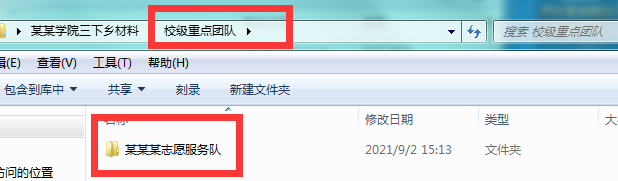 某某学院三下乡材料 校级重点团队 搜索 校级重点团队
辑(E) 查看(V) 工具(T) 帮助(H)
包含到库中 共享 刻录 新建文件夹
名称 修改日期 类型 大
某某某志愿服务队 2021/9/2 15:13 文件夹
访问的位置